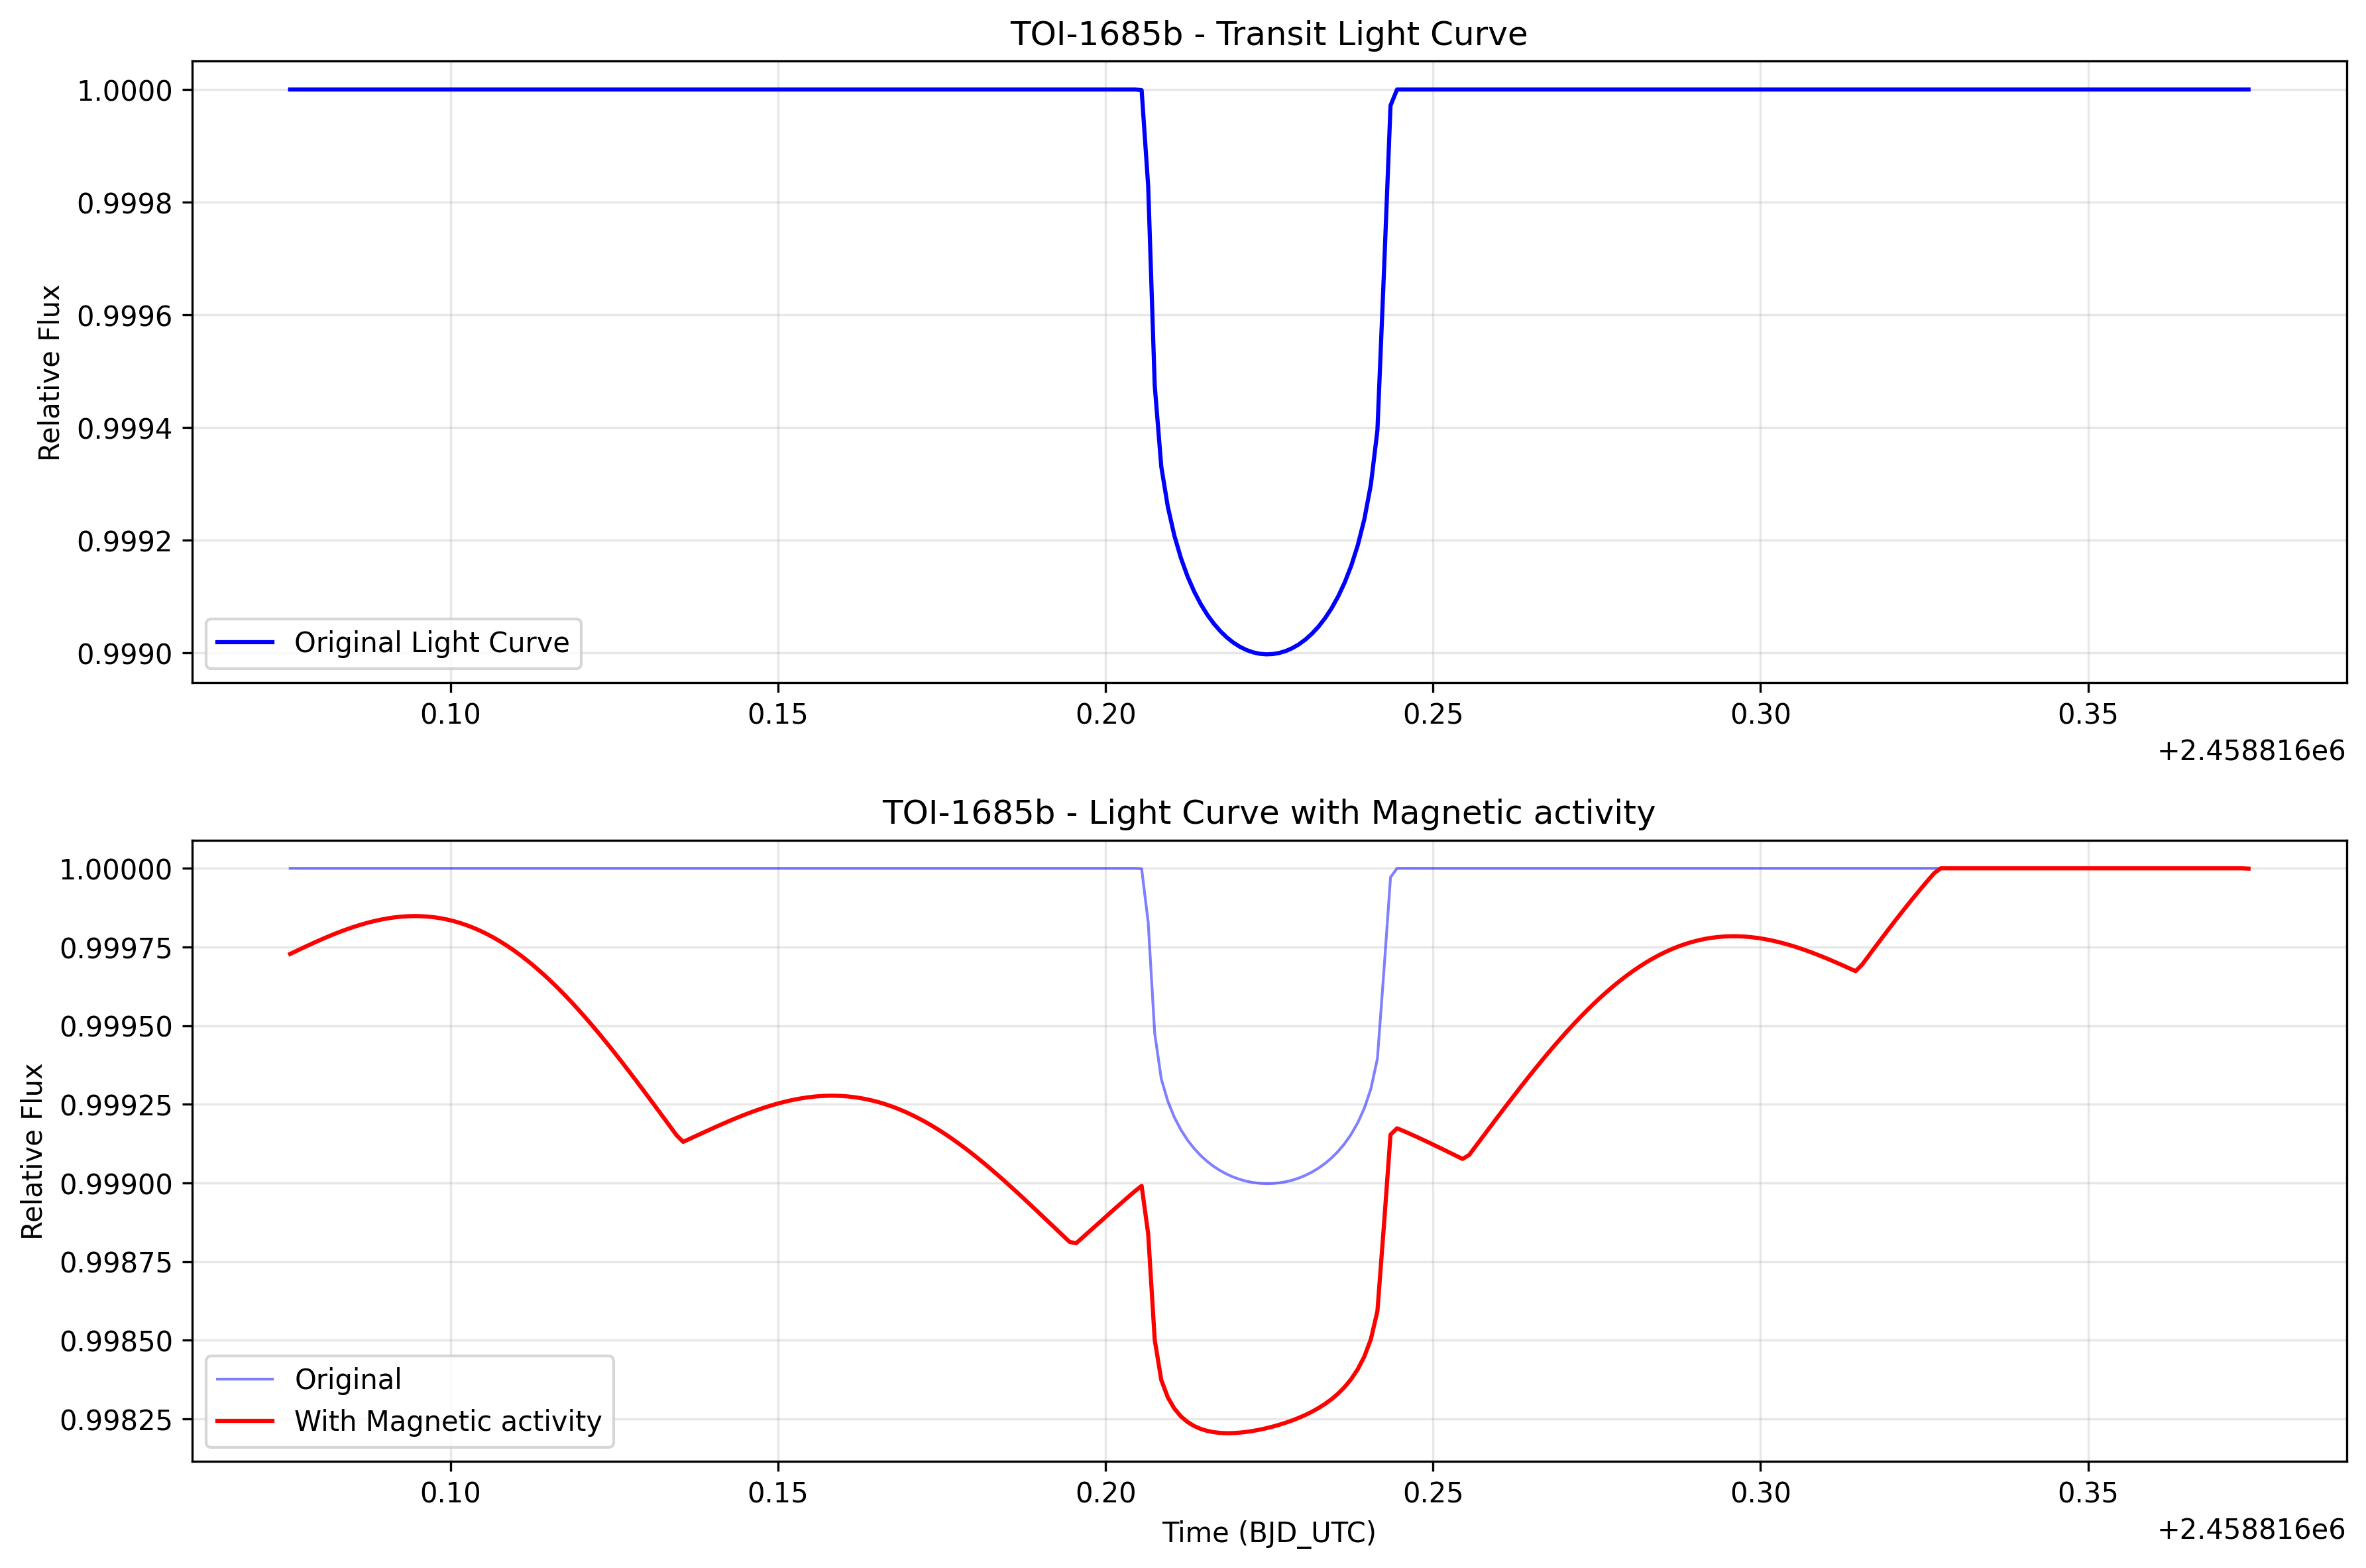 TOI-1685b - Transit Light Curve
Relative Flux
1.0000
0.9998
0.9996
0.9994
0.9992
0.9990
Original Light Curve
0.10 0.15 0.20 0.25 0.30 0.35
+2.458816e6
TOI-1685b - Light Curve with Magnetic activity
Relative Flux
1.00000
0.99975
0.99950
0.99925
0.99900
0.99875
0.99850
0.99825
Original
With Magnetic activity
0.10 0.15 0.20 0.25 0.30 0.35
Time (BJD_UTC)
+2.458816e6